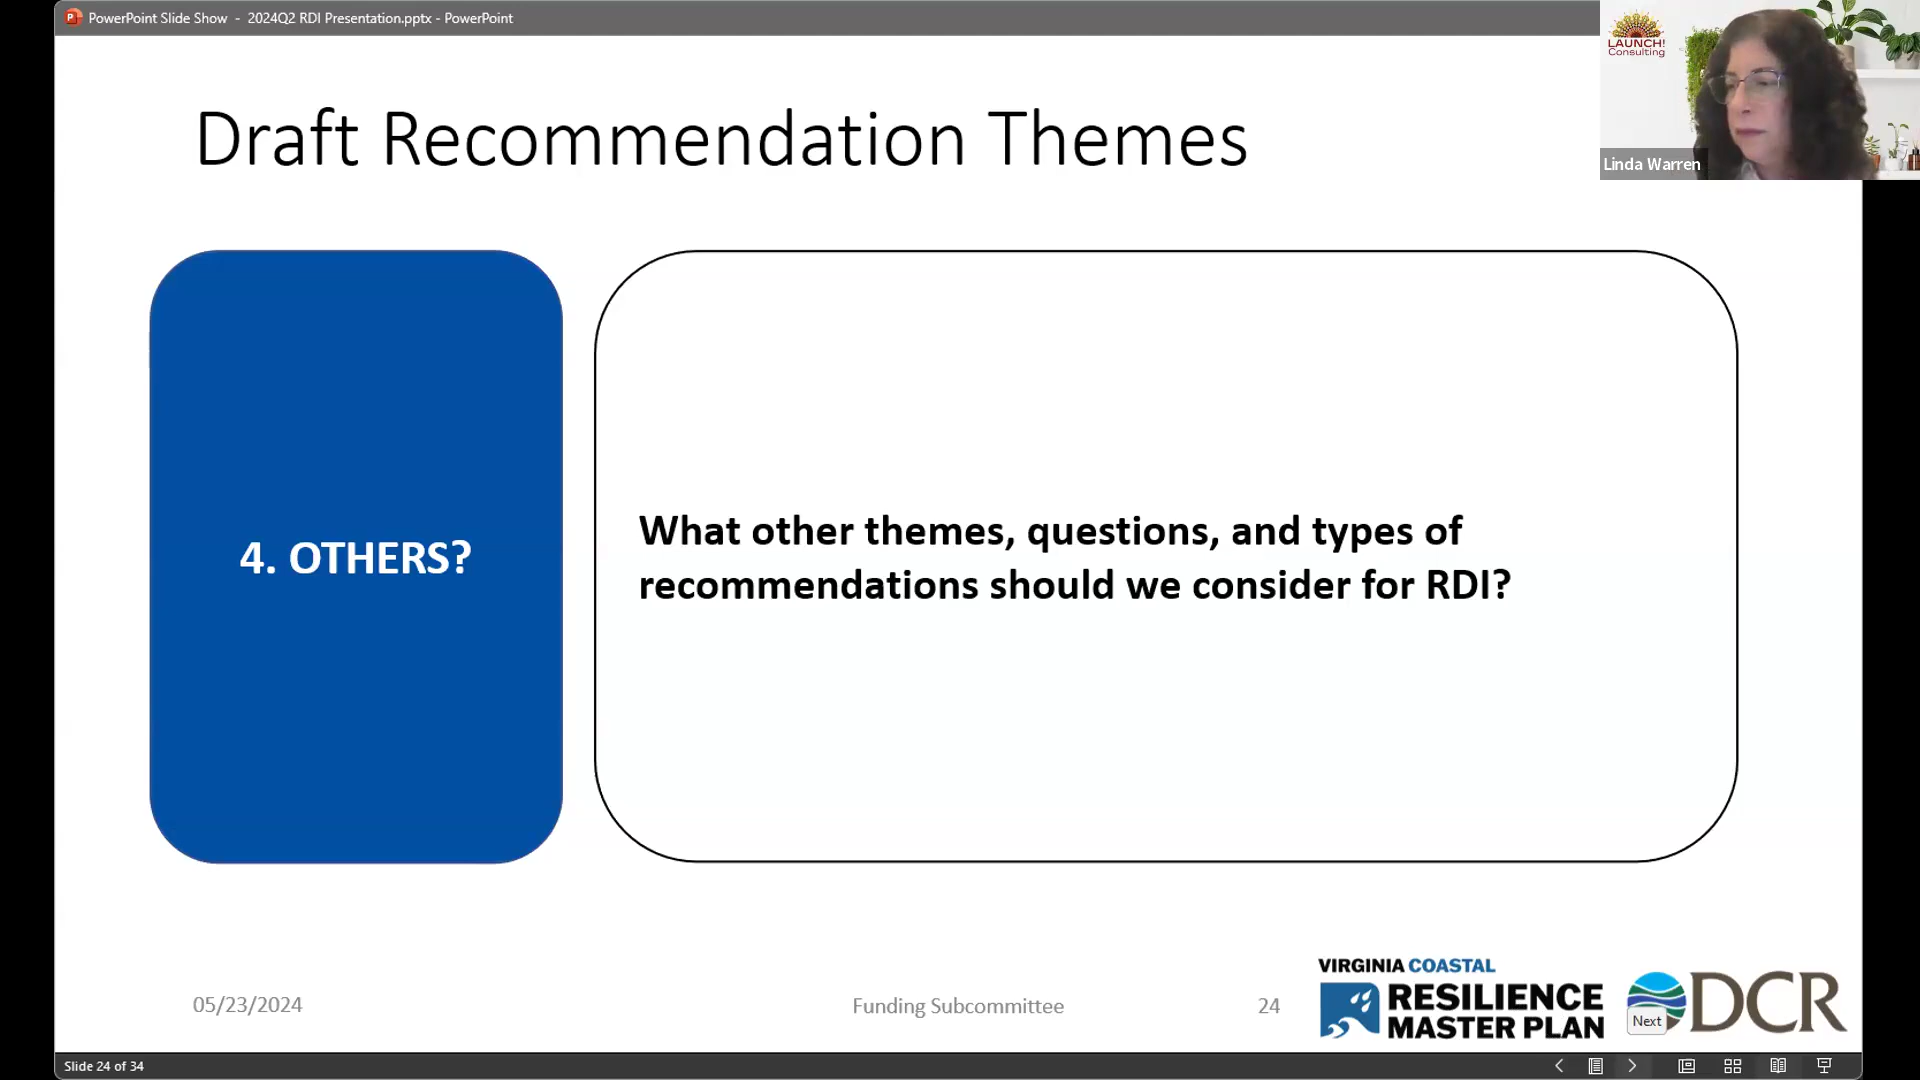 PowerPoint Slide Show - 2024Q2 RDI Presentation.pptx - PowerPoint
LAUNCH!
Consulting
Linda Warren
Draft Recommendation Themes
4. OTHERS?
What other themes, questions, and types of
recommendations should we consider for RDI?
05/23/2024
Funding Subcommittee
24
VIRGINIA COASTAL
RESILIENCE
MASTER PLAN
DCR
Next
Slide 24 of 34